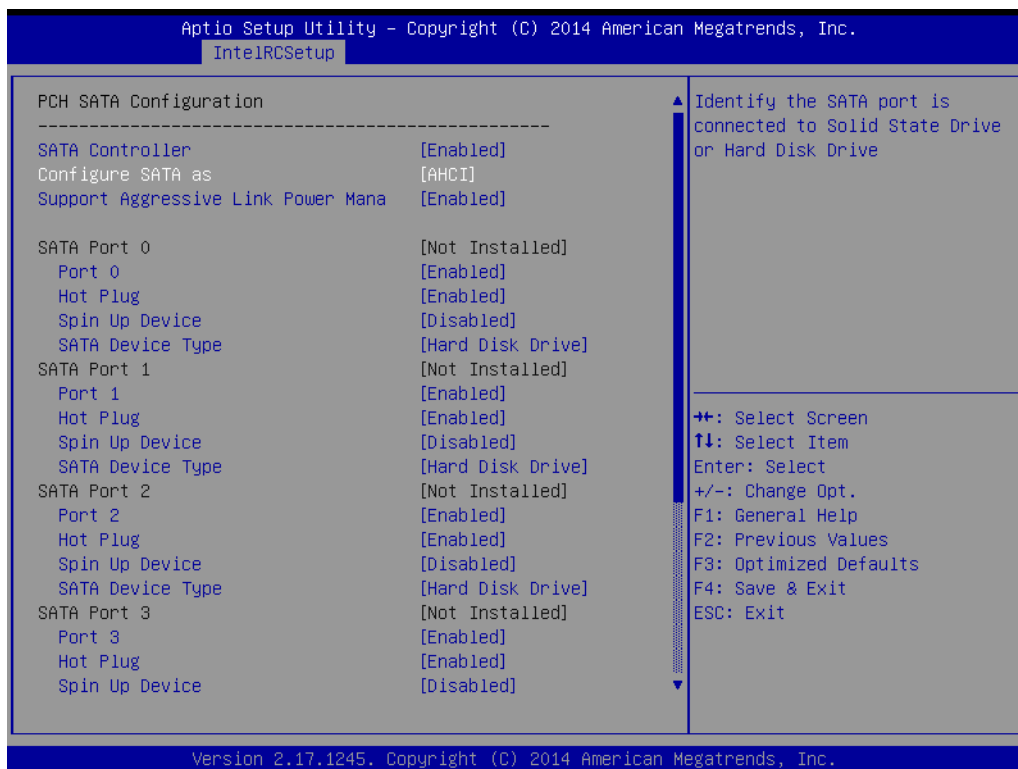 Aptio Setup Utility – Copyright (C) 2014 American Megatrends, Inc.
IntelRCSetup
PCH SATA Configuration
--------------------------------------------------
SATA Controller [Enabled]
Configure SATA as [AHCI]
Support Aggressive Link Power Mana [Enabled]
SATA Port 0 [Not Installed]
Port 0 [Enabled]
Hot Plug [Enabled]
Spin Up Device [Disabled]
SATA Device Type [Hard Disk Drive]
SATA Port 1 [Not Installed]
Port 1 [Enabled]
Hot Plug [Enabled]
Spin Up Device [Disabled]
SATA Device Type [Hard Disk Drive]
SATA Port 2 [Not Installed]
Port 2 [Enabled]
Hot Plug [Enabled]
Spin Up Device [Disabled]
SATA Device Type [Hard Disk Drive]
SATA Port 3 [Not Installed]
Port 3 [Enabled]
Hot Plug [Enabled]
Spin Up Device [Disabled]
Identify the SATA port is
connected to Solid State Drive
or Hard Disk Drive
→←: Select Screen
↑↓: Select Item
Enter: Select
+/-: Change Opt.
F1: General Help
F2: Previous Values
F3: Optimized Defaults
F4: Save & Exit
ESC: Exit
Version 2.17.1245. Copyright (C) 2014 American Megatrends, Inc.